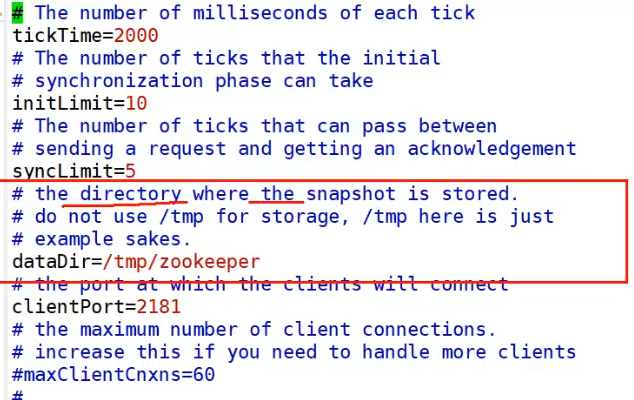 # The number of milliseconds of each tick
tickTime=2000
# The number of ticks that the initial
# synchronization phase can take
initLimit=10
# The number of ticks that can pass between
# sending a request and getting an acknowledgement
syncLimit=5
# the directory where the snapshot is stored.
# do not use /tmp for storage, /tmp here is just
# example sakes.
dataDir=/tmp/zookeeper
# the port at which the clients will connect
clientPort=2181
# the maximum number of client connections.
# increase this if you need to handle more clients
#maxClientCnxns=60
#